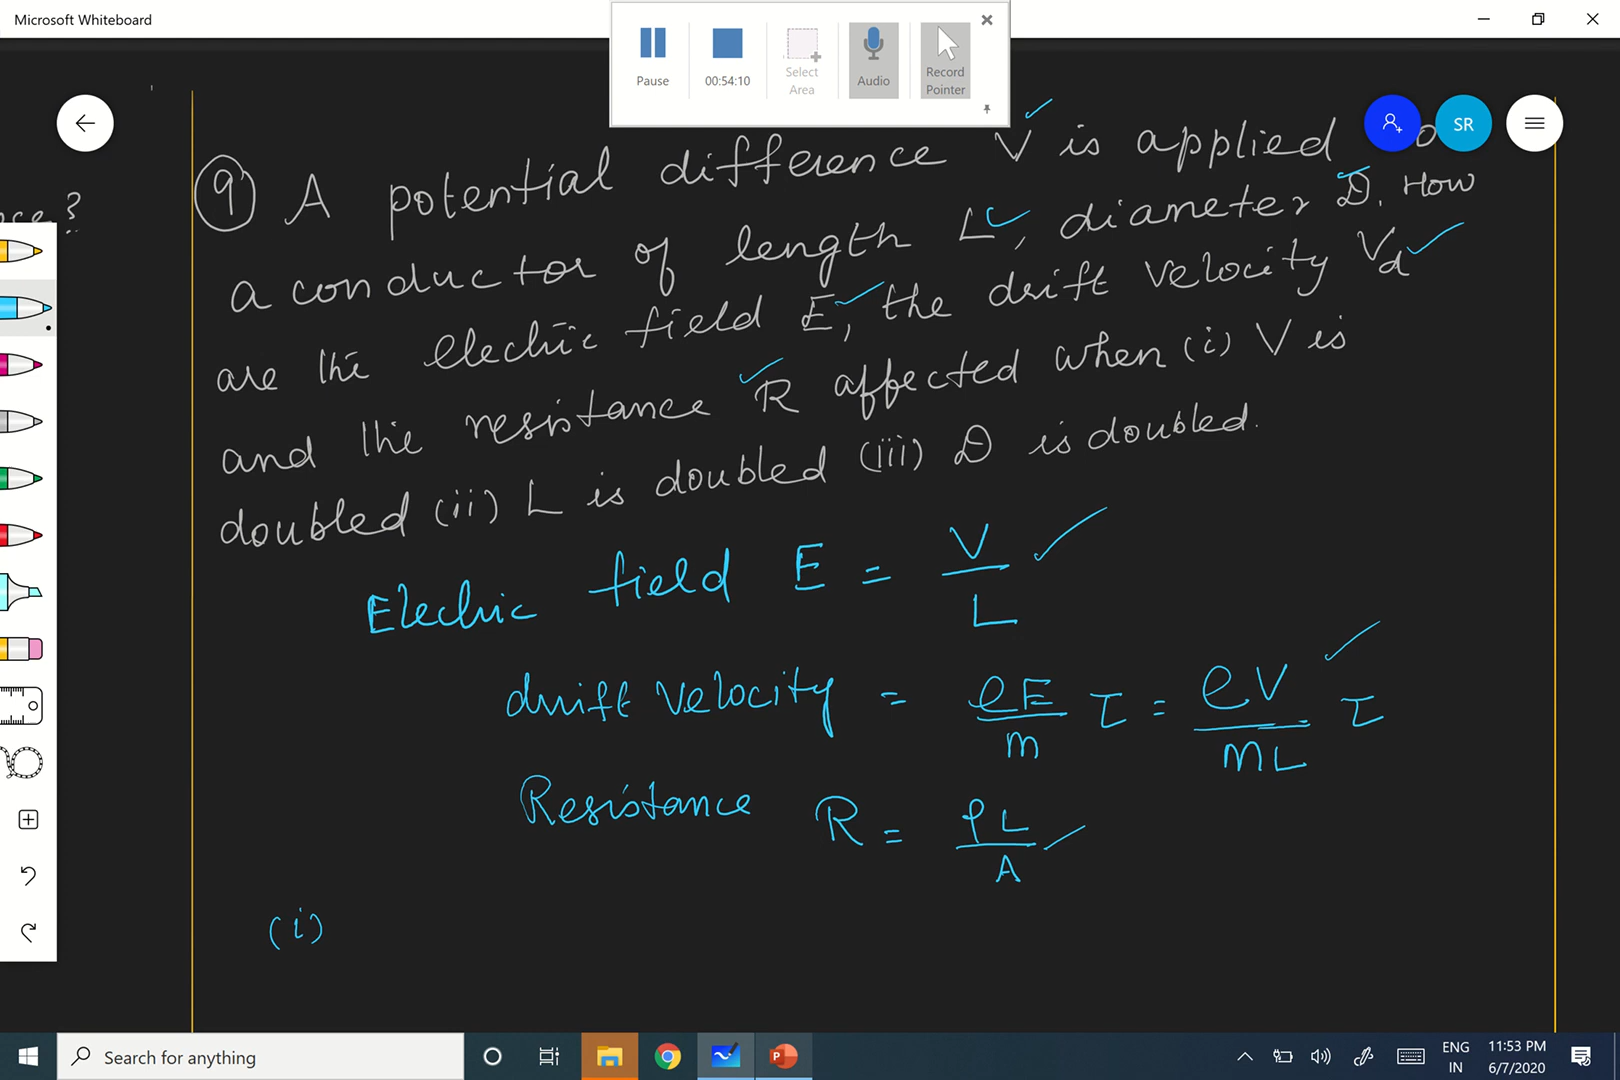 Microsoft Whiteboard
Pause
00:54:10
Select Area
Audio
Record Pointer
SR
?
(9) A potential difference V is applied
a conductor of length L, diameter D. How
are the electric field E, the drift velocity Vd
and the resistance R affected when (i) V is
doubled (ii) L is doubled (iii) D is doubled.
Electric field E = V / L
drift velocity = eE / m τ = eV / mL τ
Resistance R = ρL / A
(i)
Search for anything
ENG
IN
11:53 PM
6/7/2020